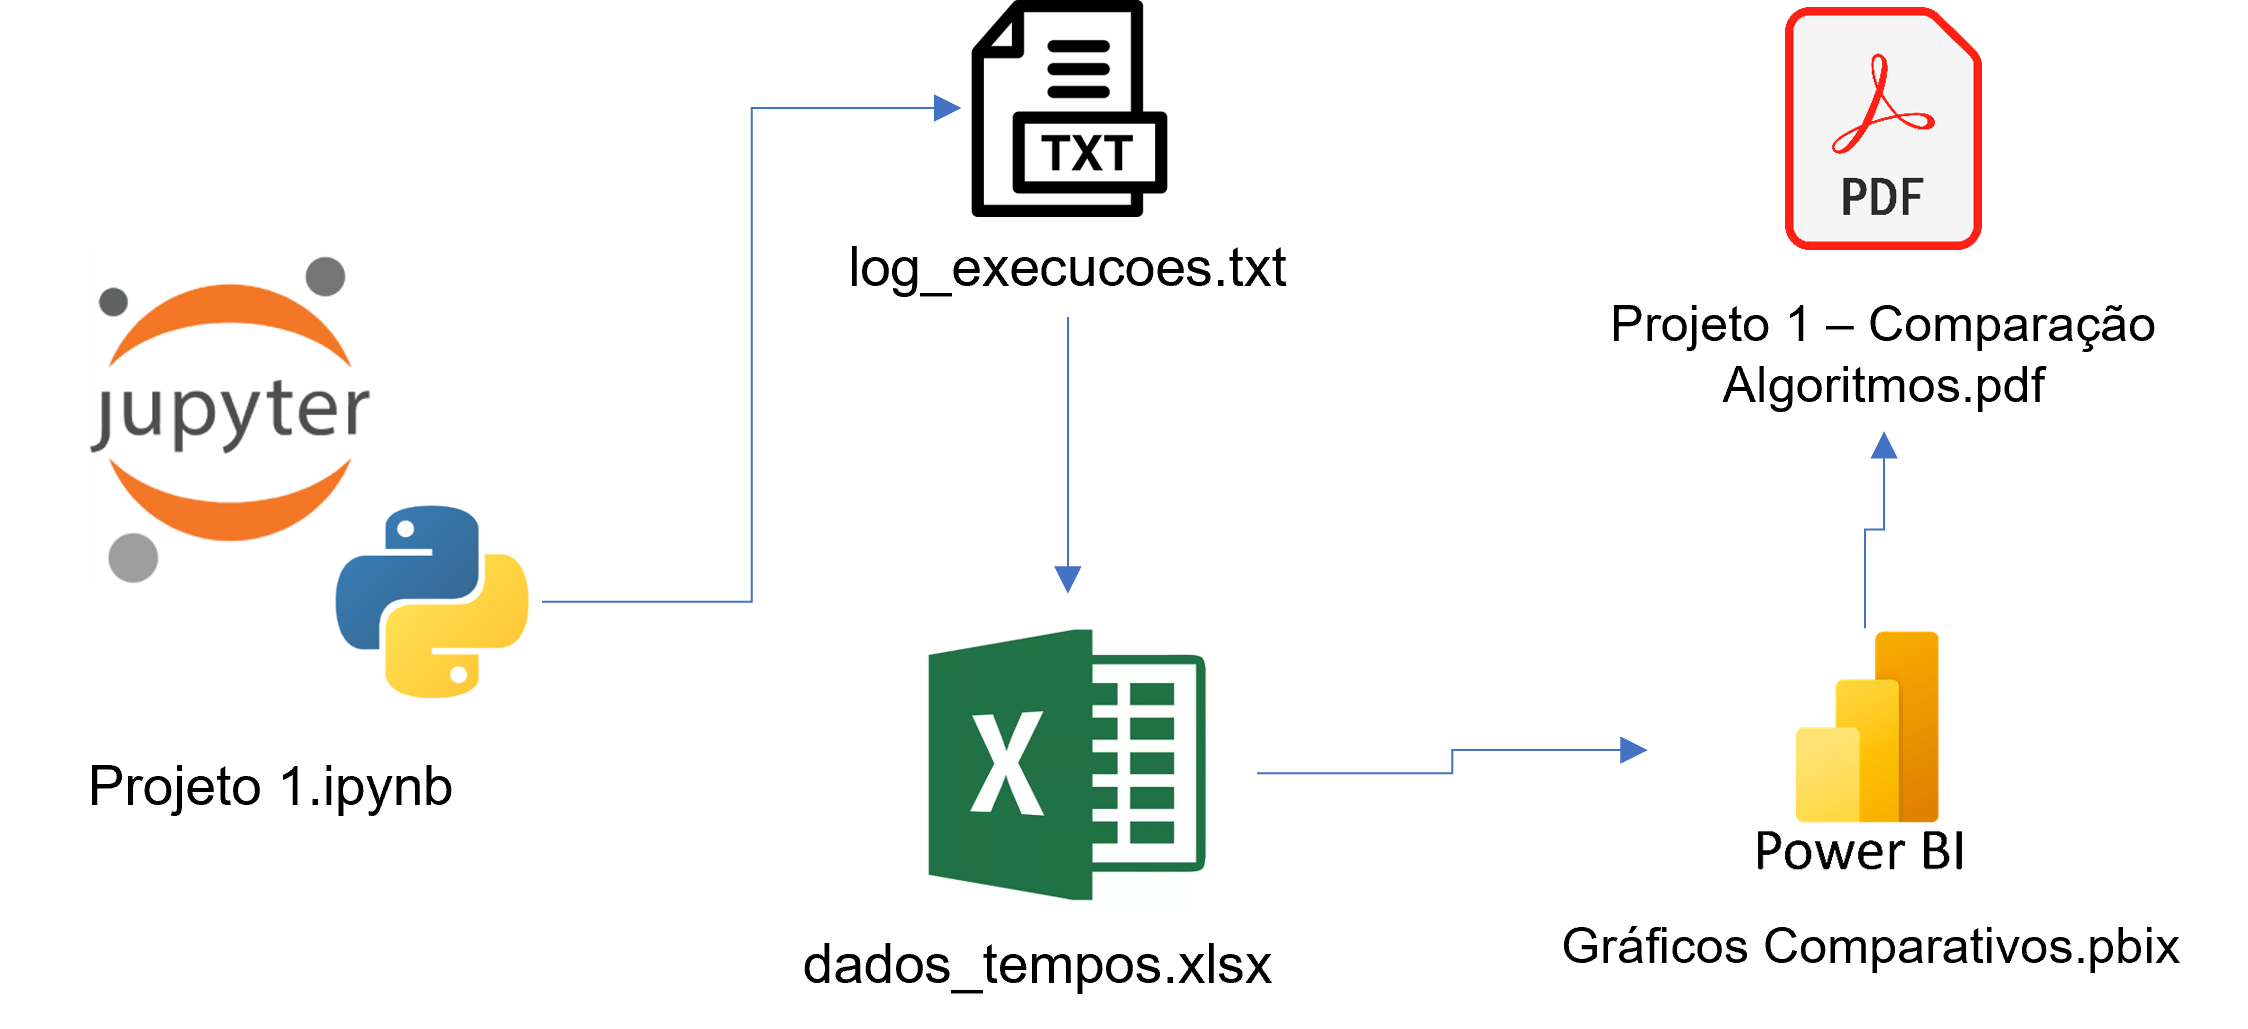 jupyter
Projeto 1.ipynb
TXT
log_execucoes.txt
X
dados_tempos.xlsx
PDF
Projeto 1 – Comparação
Algoritmos.pdf
Power BI
Gráficos Comparativos.pbix